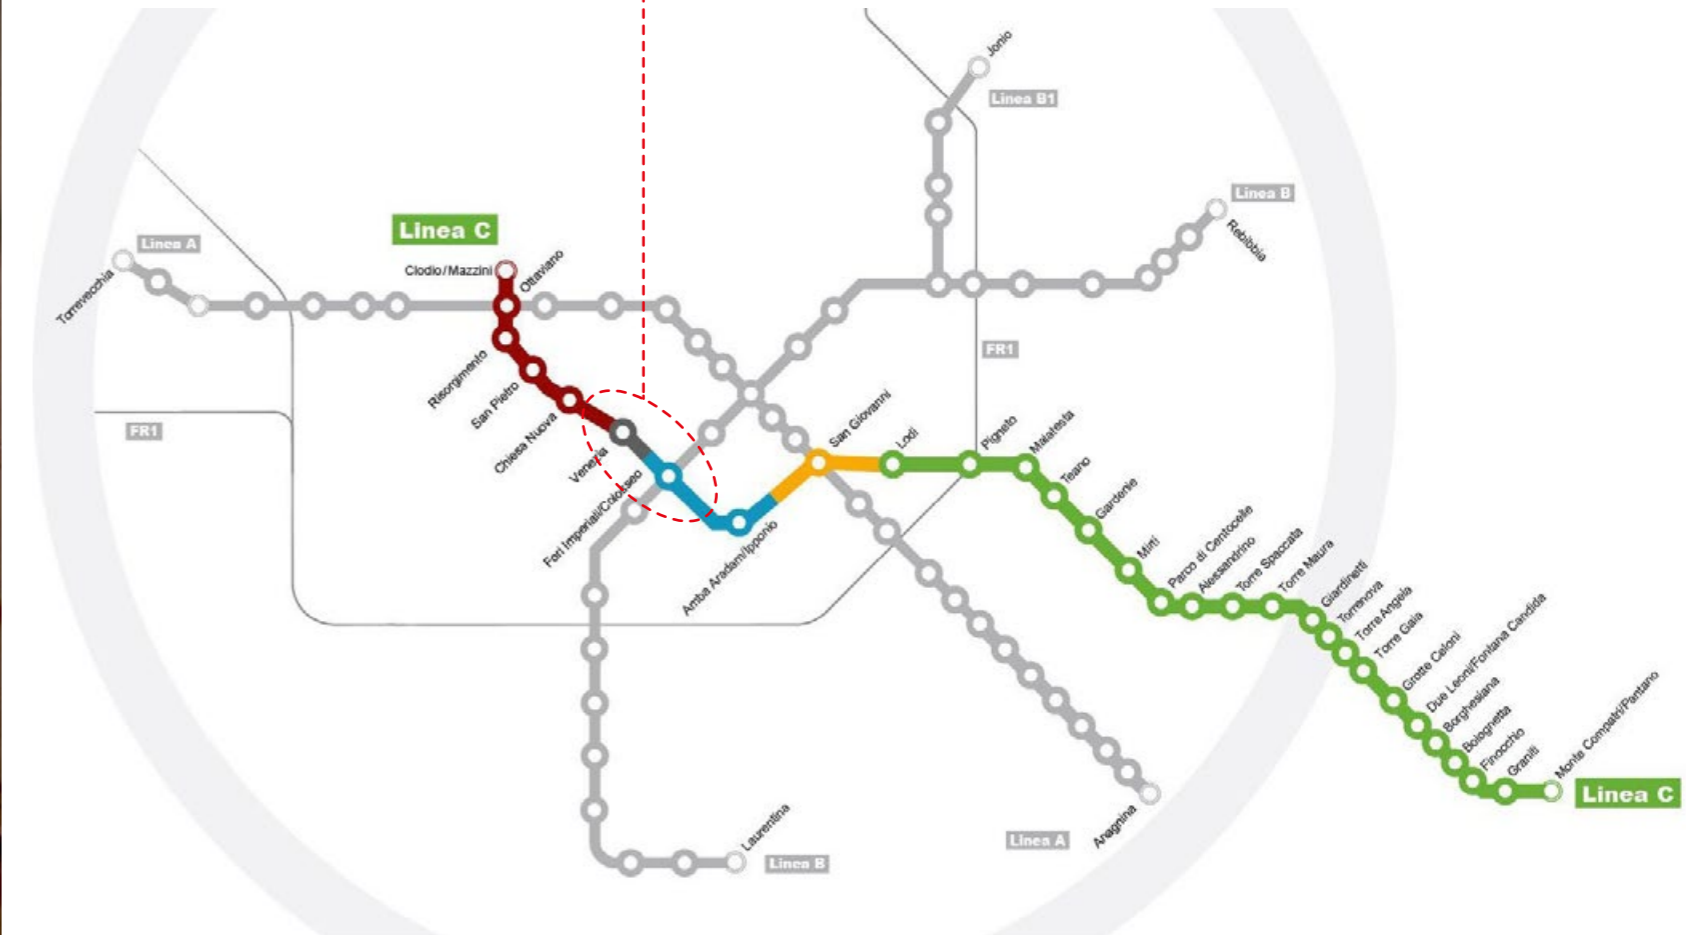 Jonio
Linea B1
Linea B
Rebibbia
Linea C
Linea A
Torrevecchia
Clodio/Mazzini
Ottaviano
Risorgimento
San Pietro
Chiesa Nuova
Venezia
Fori Imperiali/Colosseo
Amba Aradam/Ipponio
San Giovanni
Lodi
Pigneto
Malatesta
Teano
Gardenie
Mirti
Parco di Centocelle
Alessandrino
Torre Spaccata
Torre Maura
Giardinetti
Torrenova
Torre Angela
Torre Gaia
Grotte Celoni
Due Leoni/Fontana Candida
Borghesiana
Bolognetta
Finocchio
Graniti
Monte Compatri/Pantano
Linea C
FR1
FR1
Anagnina
Linea A
Laurentina
Linea B